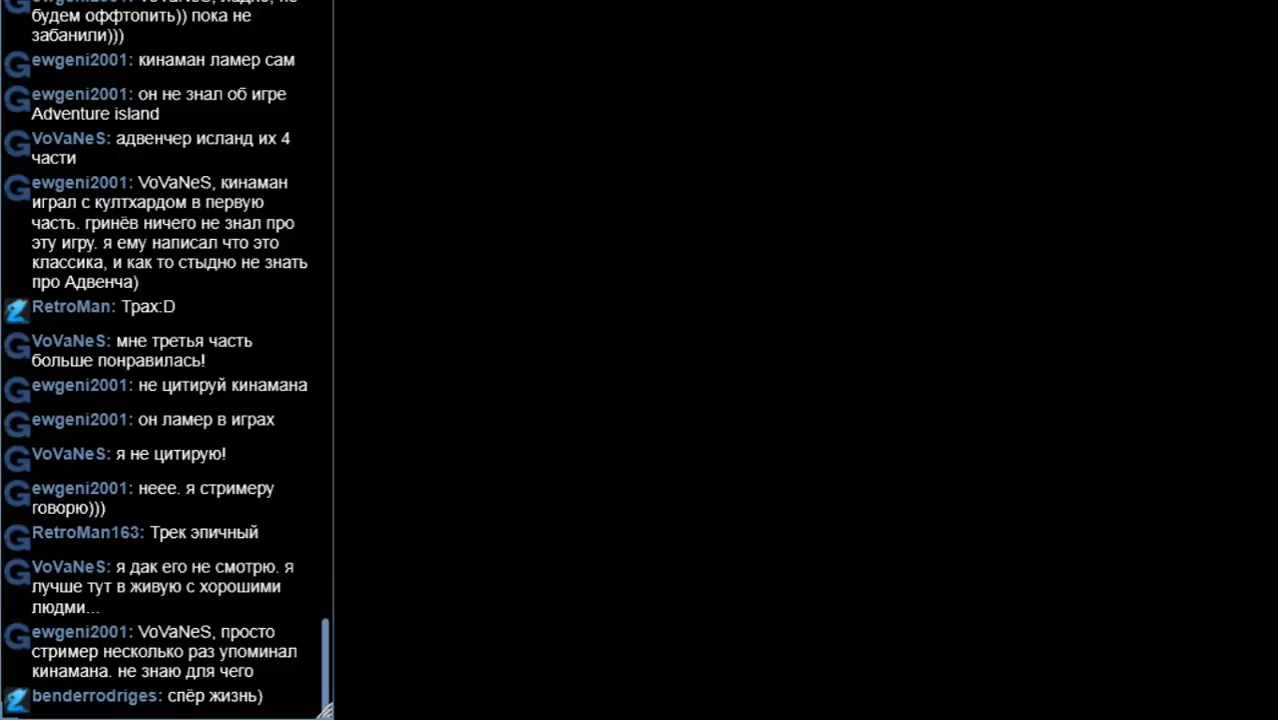 будем оффтопить)) пока не
забанили)))
ewgeni2001: кинаман ламер сам
ewgeni2001: он не знал об игре
Adventure island
VoVaNeS: адвенчер исланд их 4
части
ewgeni2001: VoVaNeS, кинаман
играл с култхардом в первую
часть. гринёв ничего не знал про
эту игру. я ему написал что это
классика, и как то стыдно не знать
про Адвенча)
RetroMan: Трах:D
VoVaNeS: мне третья часть
больше понравилась!
ewgeni2001: не цитируй кинамана
ewgeni2001: он ламер в играх
VoVaNeS: я не цитирую!
ewgeni2001: неее. я стримеру
говорю)))
RetroMan163: Трек эпичный
VoVaNeS: я дак его не смотрю. я
лучше тут в живую с хорошими
людми...
ewgeni2001: VoVaNeS, просто
стример несколько раз упоминал
кинамана. не знаю для чего
benderrodriges: спёр жизнь)